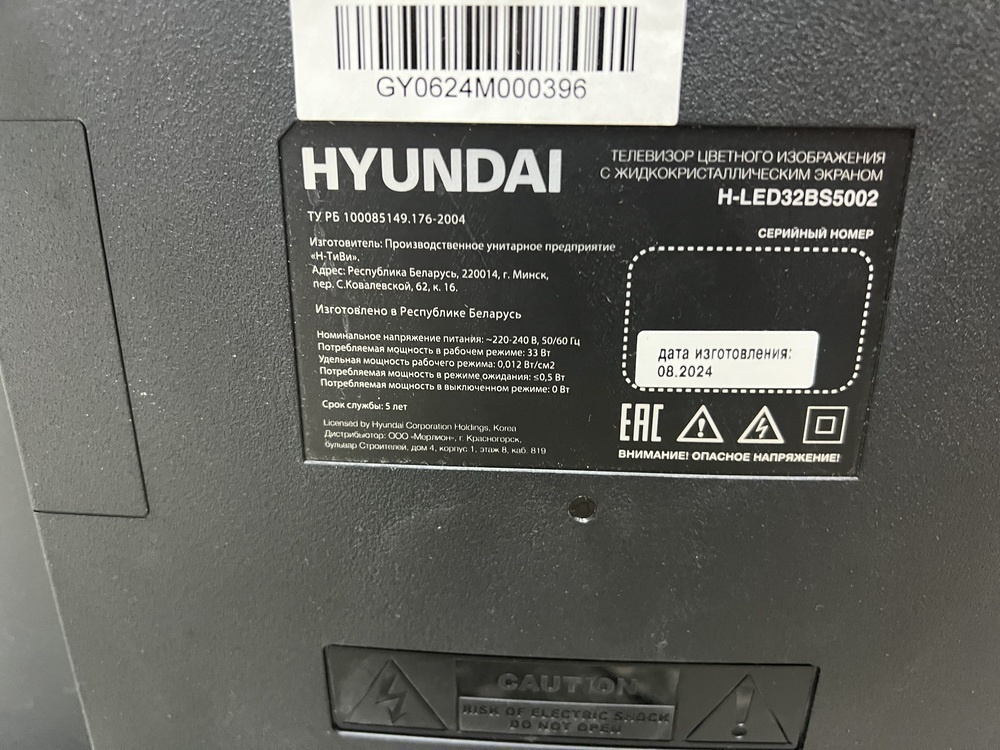 GY0624M000396
HYUNDAI
ТЕЛЕВИЗОР ЦВЕТНОГО ИЗОБРАЖЕНИЯ
С ЖИДКОКРИСТАЛЛИЧЕСКИМ ЭКРАНОМ
H-LED32BS5002
ТУ РБ 100085149.176-2004
СЕРИЙНЫЙ НОМЕР
Изготовитель: Производственное унитарное предприятие
«Н-ТиВи».
Адрес: Республика Беларусь, 220014, г. Минск,
пер. С.Ковалевской, 62, к. 16.
Изготовлено в Республике Беларусь
Номинальное напряжение питания: ~220-240 В, 50/60 Гц
Потребляемая мощность в рабочем режиме: 33 Вт
Удельная мощность рабочего режима: 0,012 Вт/см2
Потребляемая мощность в режиме ожидания: ≤0,5 Вт
Потребляемая мощность в выключенном режиме: 0 Вт
Срок службы: 5 лет
Licensed by Hyundai Corporation Holdings, Korea
Дистрибьютор: ООО «Мерлион», г. Красногорск,
бульвар Строителей, дом 4, корпус 1, этаж 8, каб. 819
дата изготовления:
08.2024
EAC
ВНИМАНИЕ! ОПАСНОЕ НАПРЯЖЕНИЕ!
CAUTION
RISK OF ELECTRIC SHOCK
DO NOT OPEN